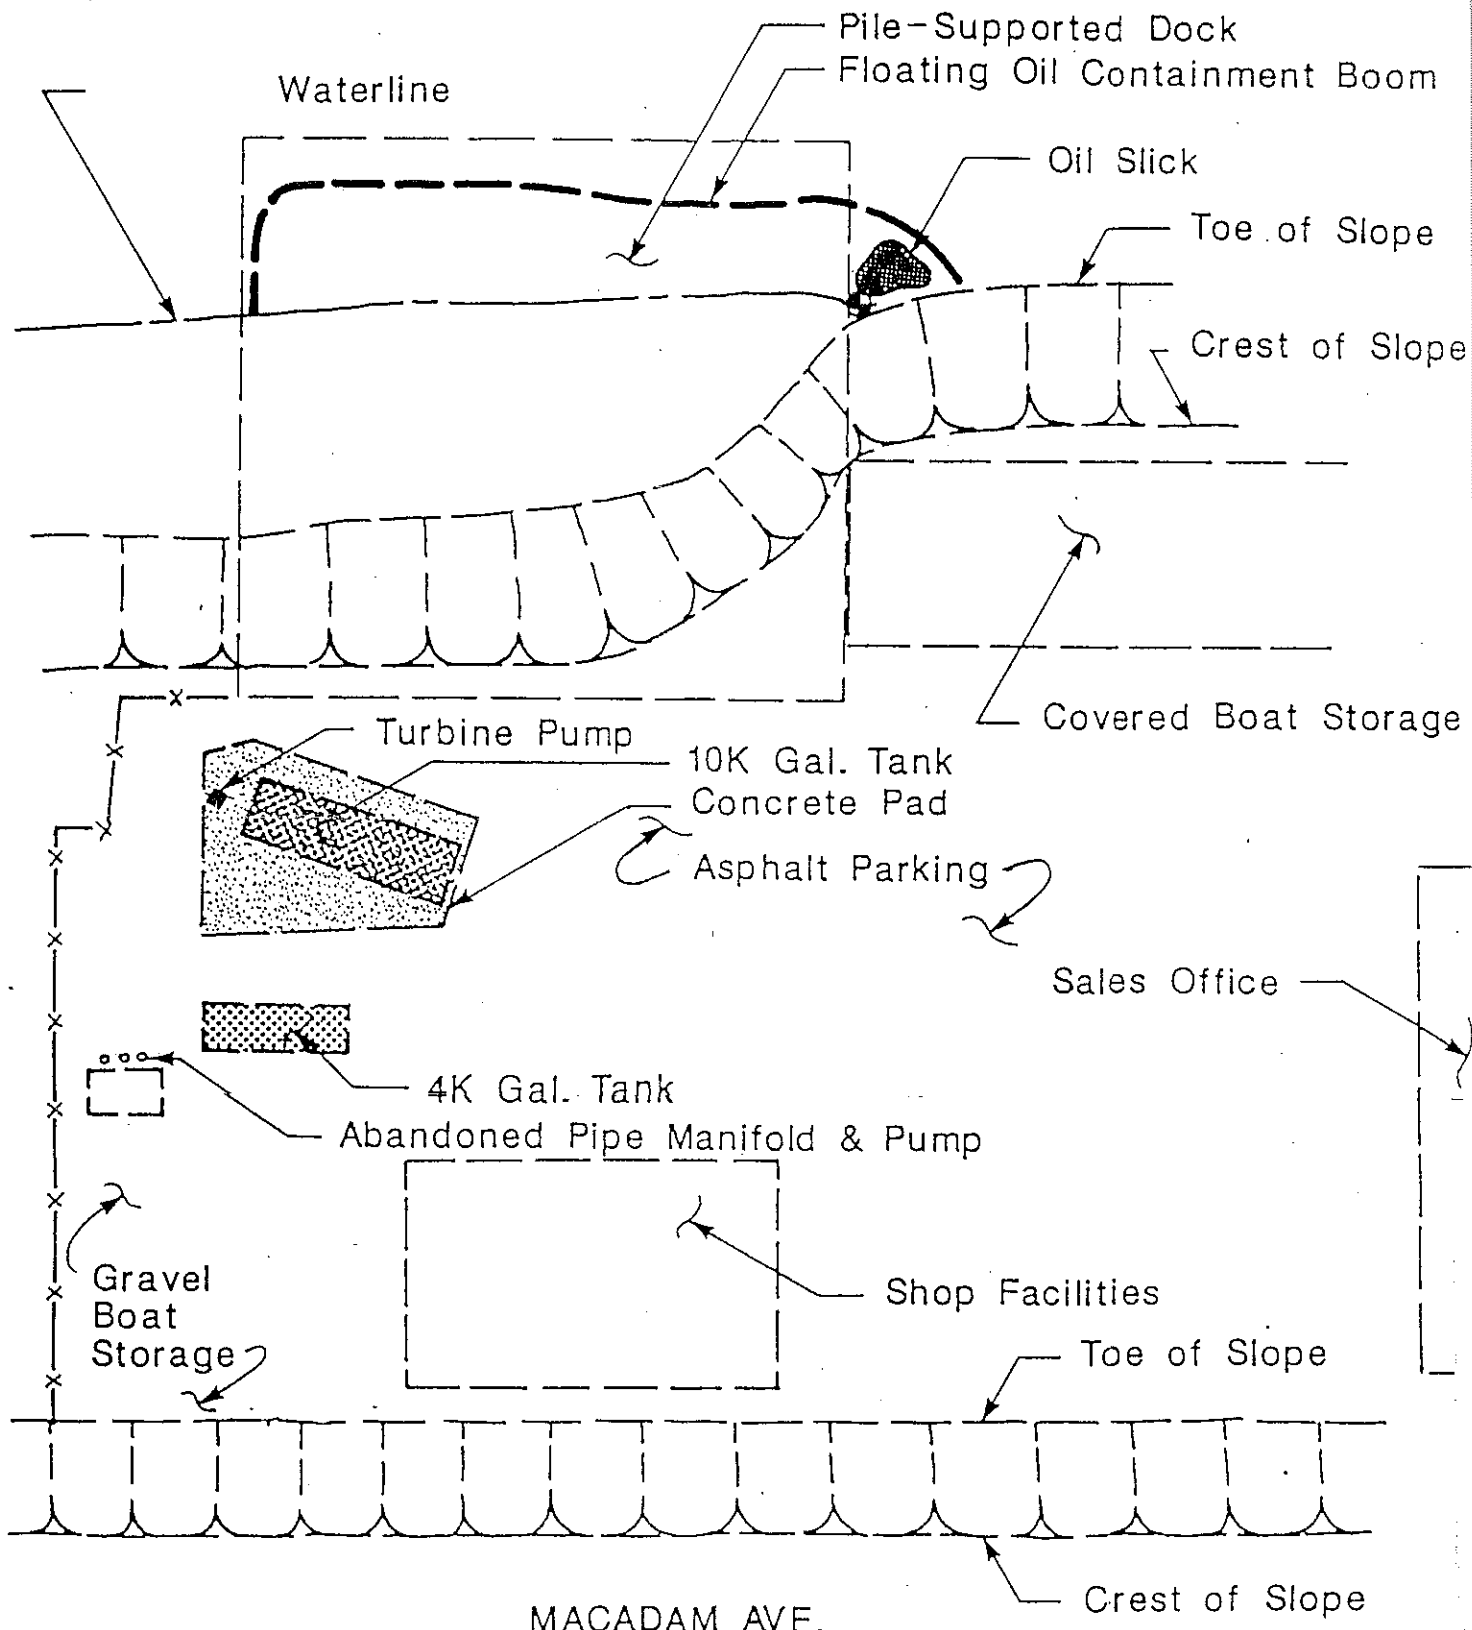 Pile-Supported Dock
Floating Oil Containment Boom
Waterline
Oil Slick
Toe of Slope
Crest of Slope
Covered Boat Storage
Turbine Pump
10K Gal. Tank
Concrete Pad
Asphalt Parking
Sales Office
4K Gal. Tank
Abandoned Pipe Manifold & Pump
Gravel
Boat
Storage
Shop Facilities
Toe of Slope
Crest of Slope
MACADAM AVE.